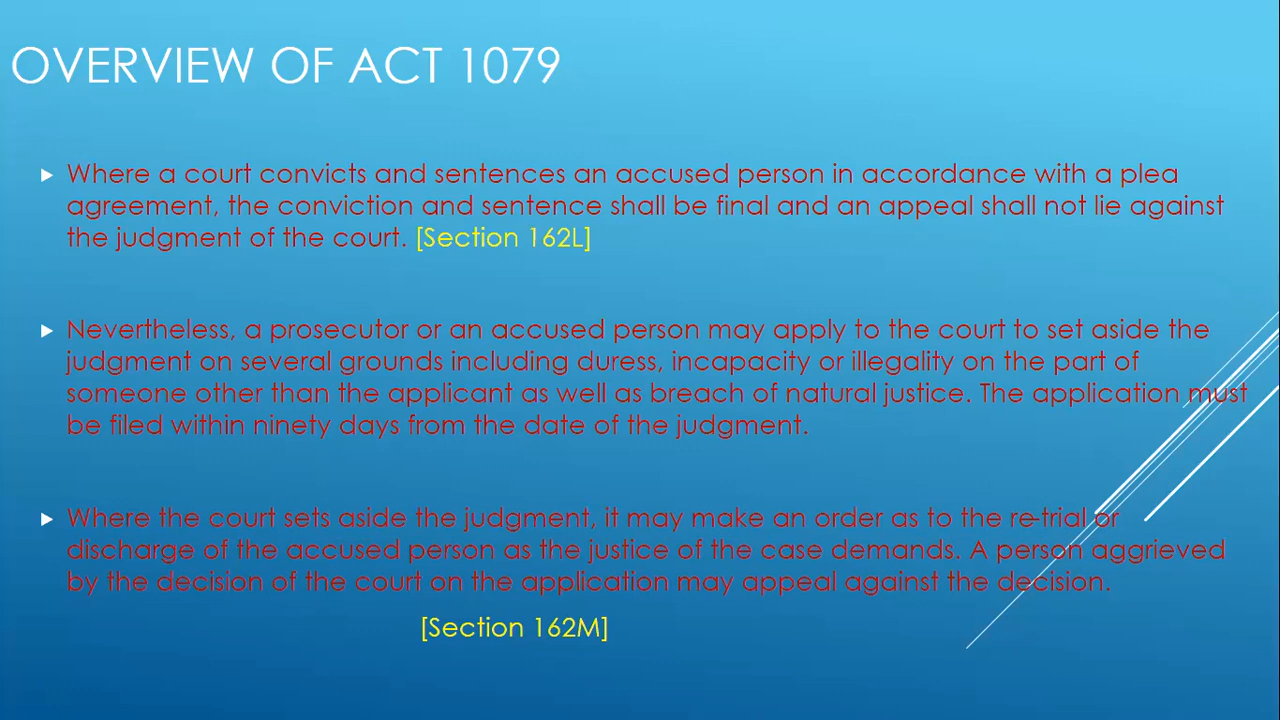 OVERVIEW OF ACT 1079
Where a court convicts and sentences an accused person in accordance with a plea
agreement, the conviction and sentence shall be final and an appeal shall not lie against
the judgment of the court. [Section 162L]
Nevertheless, a prosecutor or an accused person may apply to the court to set aside the
judgment on several grounds including duress, incapacity or illegality on the part of
someone other than the applicant as well as breach of natural justice. The application must
be filed within ninety days from the date of the judgment.
Where the court sets aside the judgment, it may make an order as to the re-trial or
discharge of the accused person as the justice of the case demands. A person aggrieved
by the decision of the court on the application may appeal against the decision.
[Section 162M]